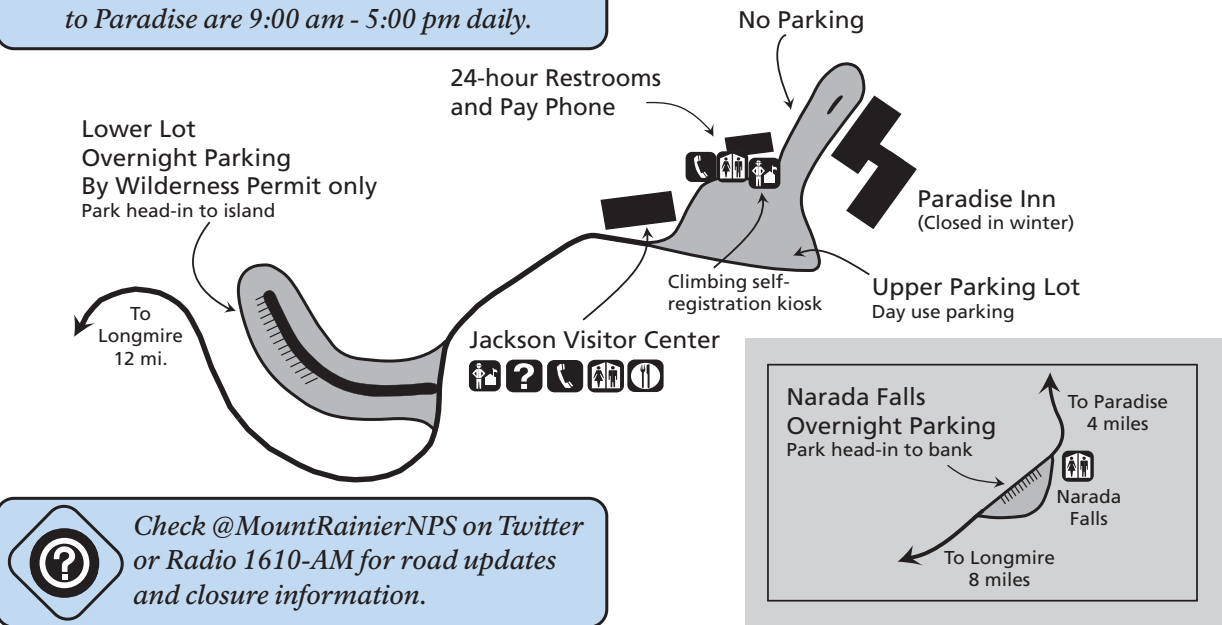 to Paradise are 9:00 am - 5:00 pm daily.
No Parking
24-hour Restrooms
and Pay Phone
Lower Lot
Overnight Parking
By Wilderness Permit only
Park head-in to island
Paradise Inn
(Closed in winter)
Climbing self-
registration kiosk
Upper Parking Lot
Day use parking
To
Longmire
12 mi.
Jackson Visitor Center
?
Narada Falls
Overnight Parking
Park head-in to bank
To Paradise
4 miles
Narada
Falls
To Longmire
8 miles
?
Check @MountRainierNPS on Twitter
or Radio 1610-AM for road updates
and closure information.